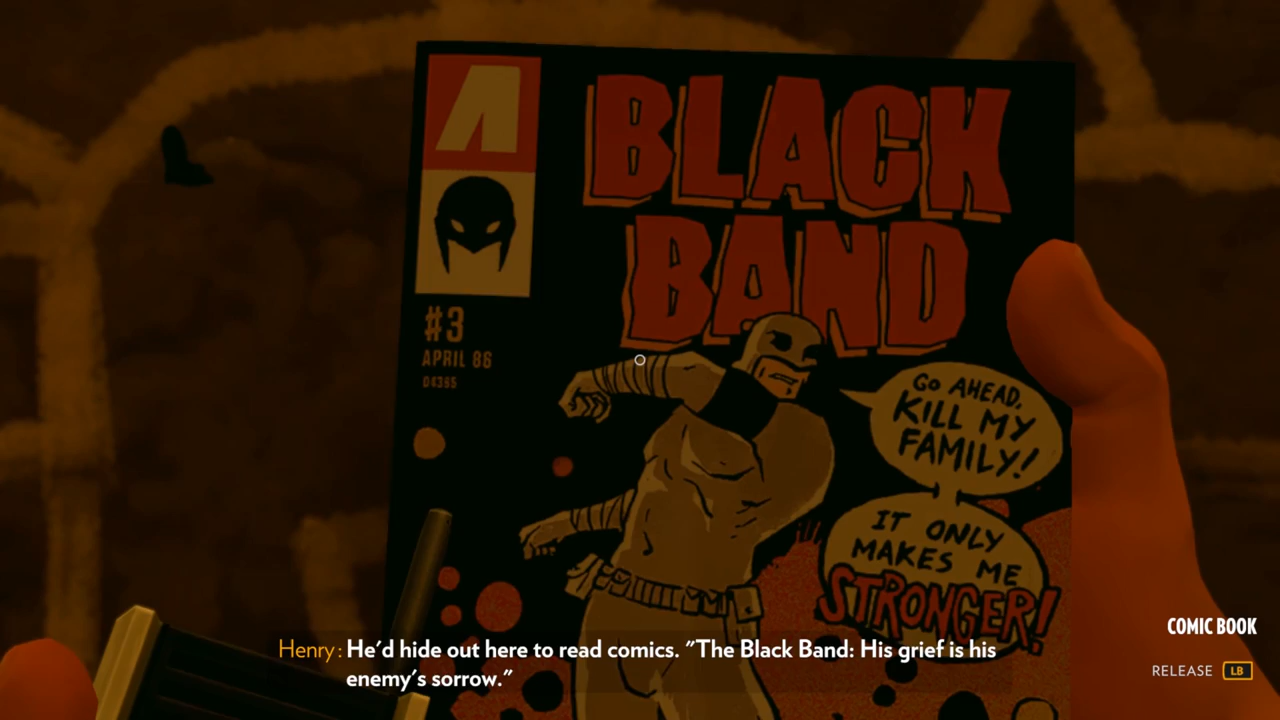 BLACK
BAND
#3
APRIL 86
04365
GO AHEAD,
KILL MY
FAMILY!
IT ONLY
MAKES ME
STRONGER!
Henry: He'd hide out here to read comics. "The Black Band: His grief is his
enemy's sorrow."
COMIC BOOK
RELEASE LB